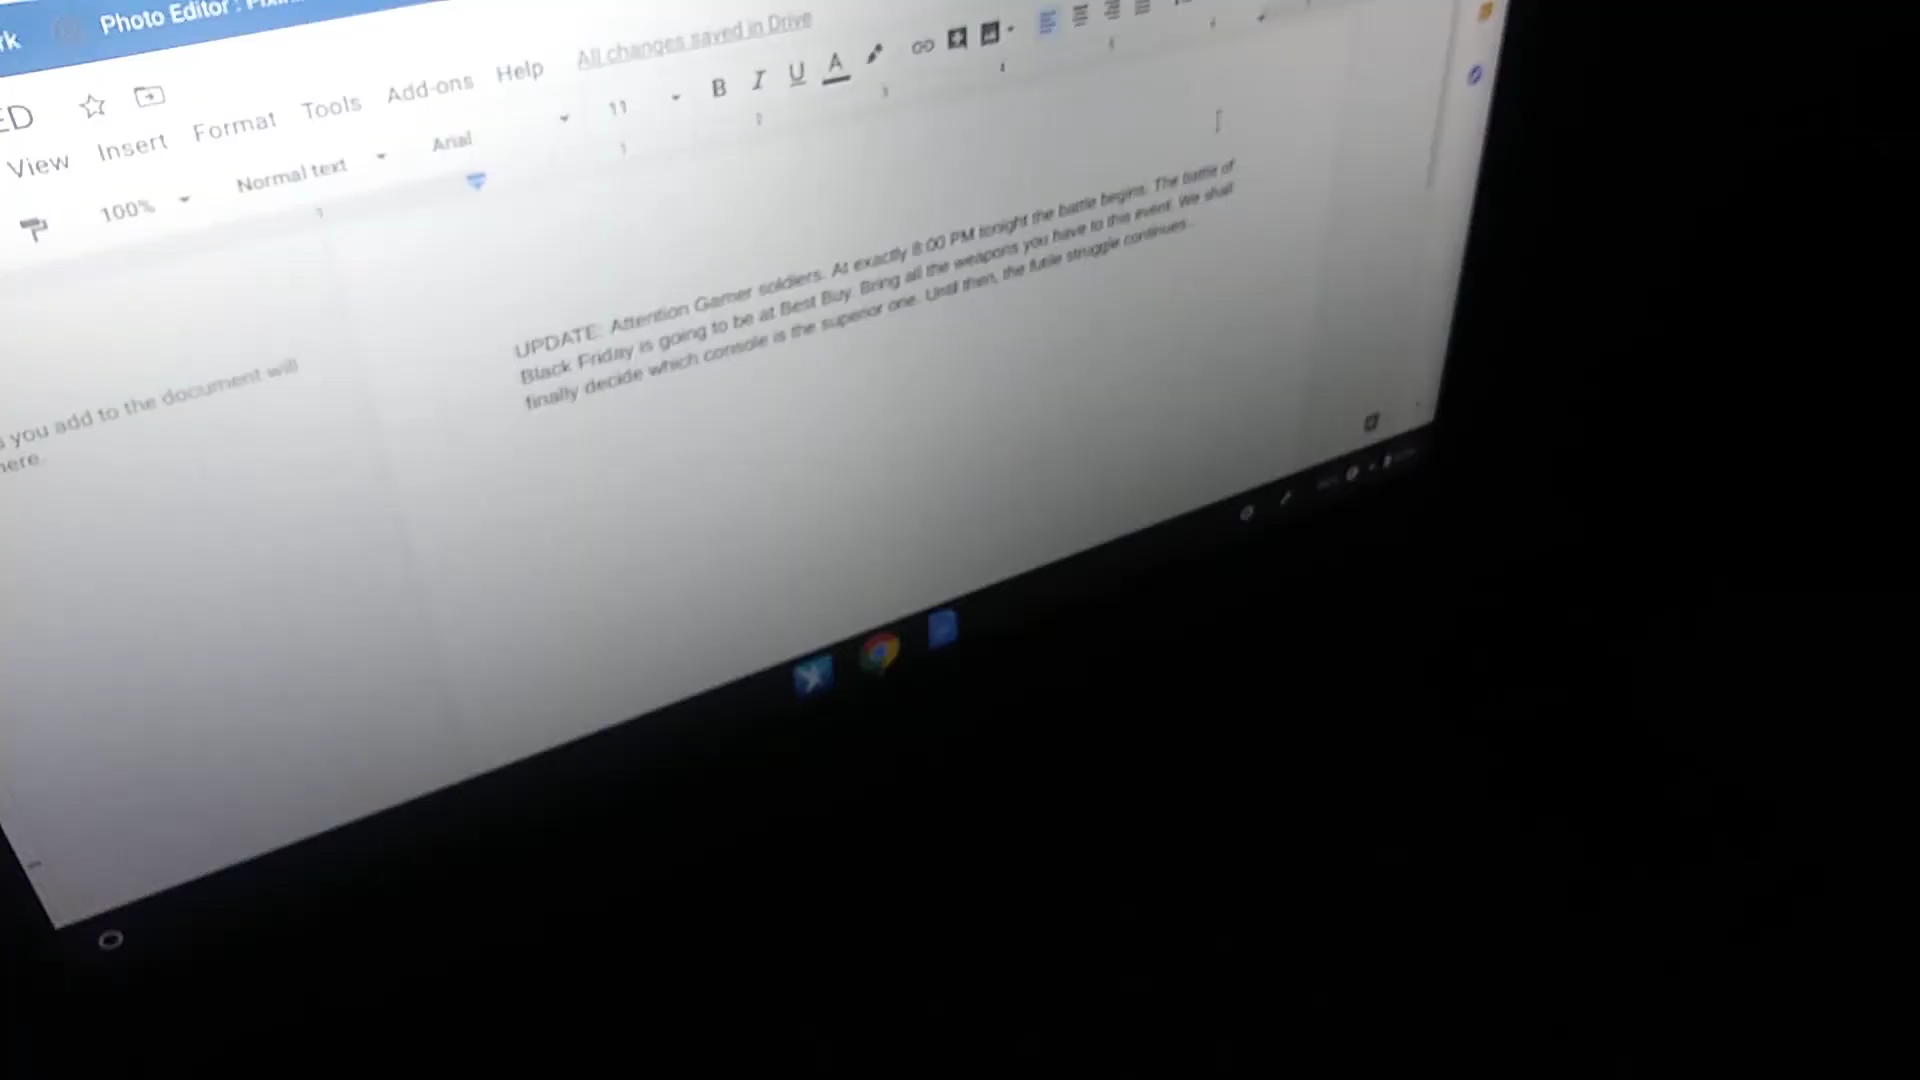 rk
Photo Editor :
ED
All changes saved in Drive
View Insert Format Tools Add-ons Help
100% Normal text Arial 11 B I U A
UPDATE: Attention Gamer soldiers. At exactly 8:00 PM tonight the battle begins. The battle of
Black Friday is going to be at Best Buy. Bring all the weapons you have to this event. We shall
finally decide which console is the superior one. Until then, the futile struggle continues...
you add to the document will
here.